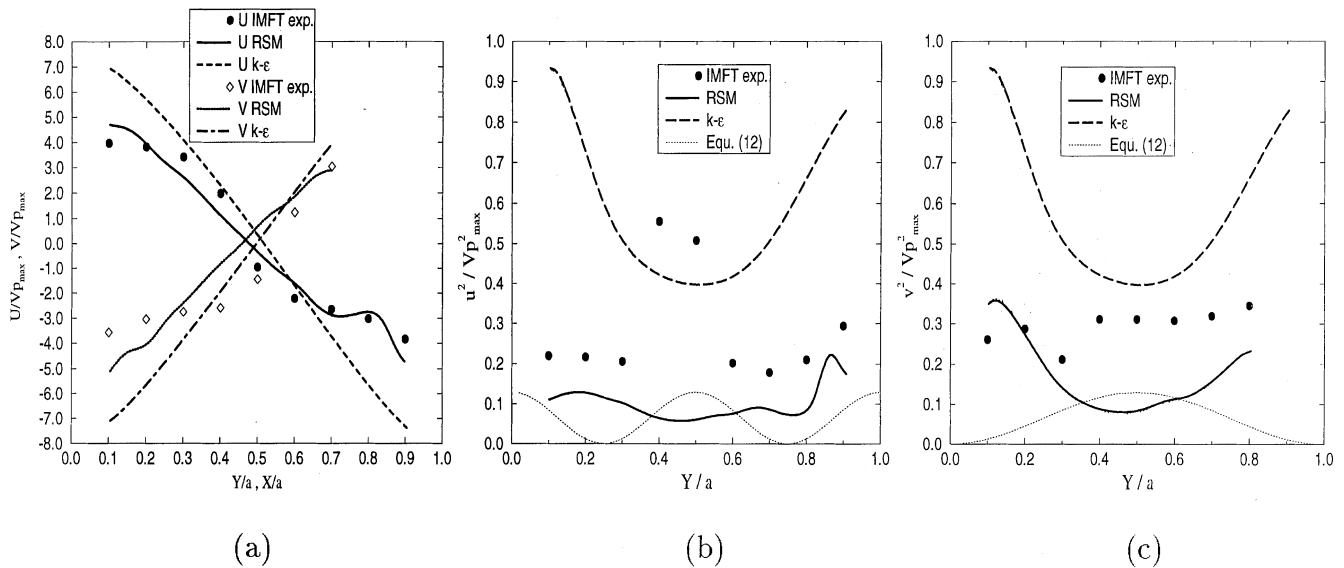 U IMFT exp.
U RSM
U k-ε
V IMFT exp.
V RSM
V k-ε
8.0
7.0
6.0
5.0
4.0
3.0
2.0
1.0
0.0
-1.0
-2.0
-3.0
-4.0
-5.0
-6.0
-7.0
-8.0
U/Vp_max , V/Vp_max
0.0 0.1 0.2 0.3 0.4 0.5 0.6 0.7 0.8 0.9 1.0
Y/a , X/a
(a)
IMFT exp.
RSM
k-ε
Equ. (12)
1.0
0.9
0.8
0.7
0.6
0.5
0.4
0.3
0.2
0.1
0.0
u² / Vp²_max
0.0 0.2 0.4 0.6 0.8 1.0
Y / a
(b)
IMFT exp.
RSM
k-ε
Equ. (12)
1.0
0.9
0.8
0.7
0.6
0.5
0.4
0.3
0.2
0.1
0.0
v² / Vp²_max
0.0 0.2 0.4 0.6 0.8 1.0
Y / a
(c)